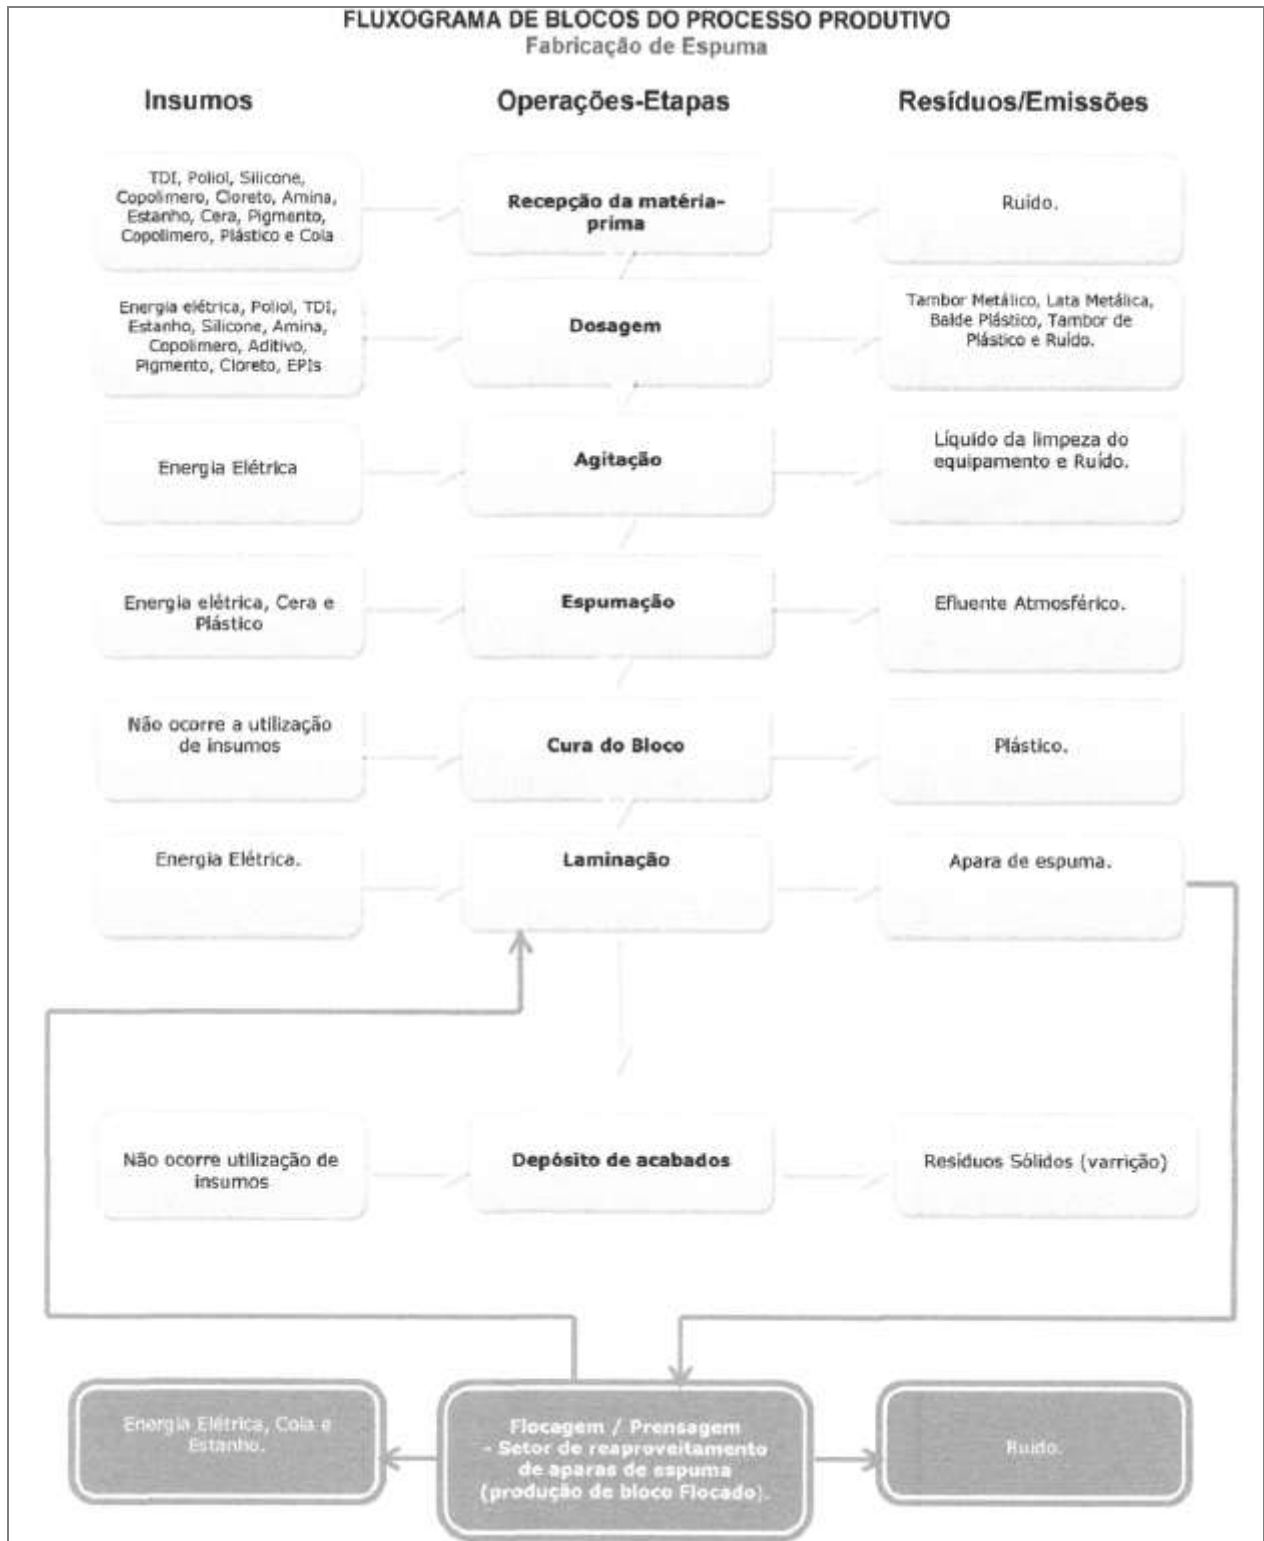 FLUXOGRAMA DE BLOCOS DO PROCESSO PRODUTIVO
Fabricação de Espuma
Insumos
Operações-Etapas
Resíduos/Emissões
TDI, Poliol, Silicone,
Copolimero, Cloreto, Amina,
Estanho, Cera, Pigmento,
Copolimero, Plástico e Cola
Recepção da matéria-
prima
Ruído.
Energia elétrica, Poliol, TDI,
Estanho, Silicone, Amina,
Copolimero, Aditivo,
Pigmento, Cloreto, EPIs
Dosagem
Tambor Metálico, Lata Metálica,
Balde Plástico, Tambor de
Plástico e Ruído.
Energia Elétrica
Agitação
Líquido da limpeza do
equipamento e Ruído.
Energia elétrica, Cera e
Plástico
Espumação
Efluente Atmosférico.
Não ocorre a utilização
de insumos
Cura do Bloco
Plástico.
Energia Elétrica.
Laminação
Apara de espuma.
Não ocorre utilização de
insumos
Depósito de acabados
Resíduos Sólidos (varrição)
Energia Elétrica, Cola e
Estanho.
Flocagem / Prensagem
- Setor de reaproveitamento
de aparas de espuma
(produção de bloco Flocado).
Ruido.